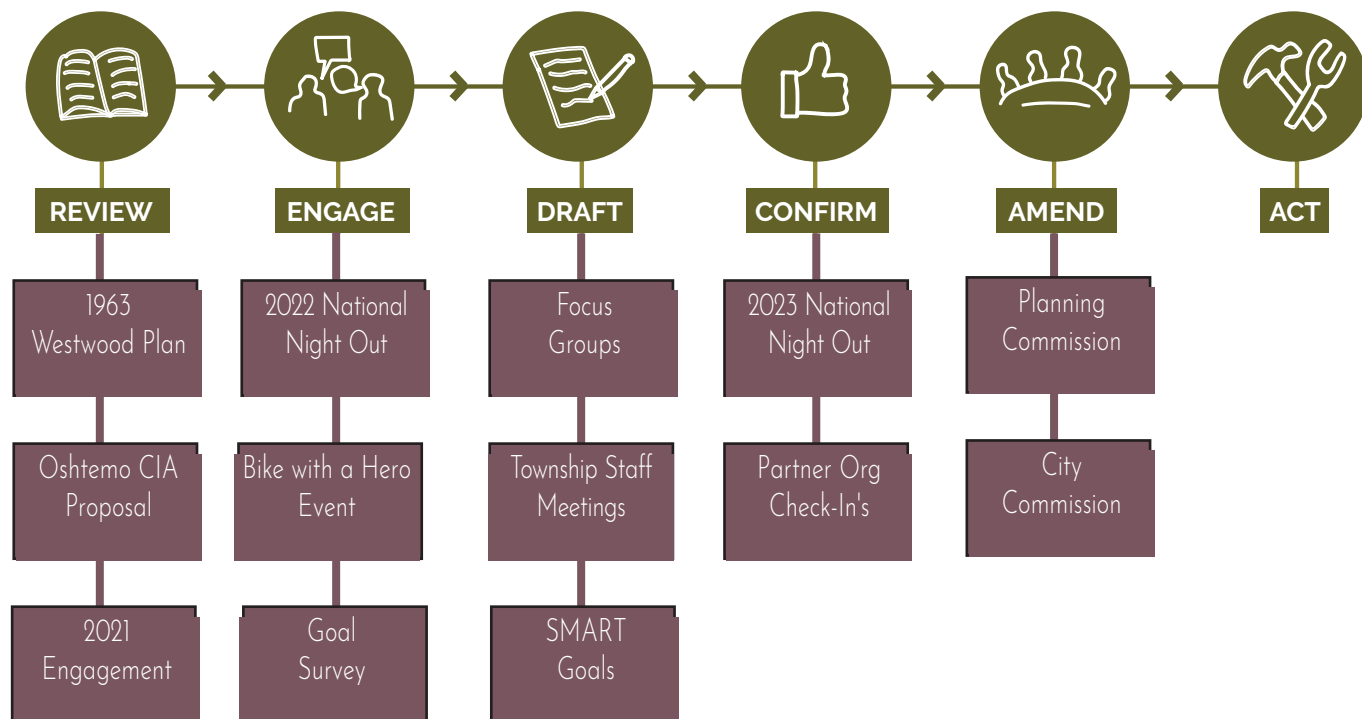 REVIEW
ENGAGE
DRAFT
CONFIRM
AMEND
ACT
1963
Westwood Plan
2022 National
Night Out
Focus
Groups
2023 National
Night Out
Planning
Commission
Oshtemo CIA
Proposal
Bike with a Hero
Event
Township Staff
Meetings
Partner Org
Check-In's
City
Commission
2021
Engagement
Goal
Survey
SMART
Goals